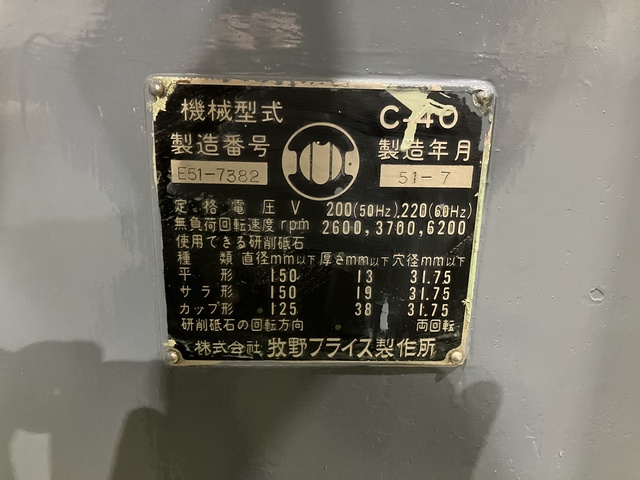 機械型式 C-40
製造番号 製造年月
E51-7382 51-7
定格電圧 V 200(50Hz),220(60Hz)
無負荷回転速度 rpm 2600,3700,6200
使用できる研削砥石
種類 直径mm以下 厚さmm以下 穴径mm以下
平形 150 13 31.75
サラ形 150 19 31.75
カップ形 125 38 31.75
研削砥石の回転方向 両回転
株式会社 牧野フライス製作所